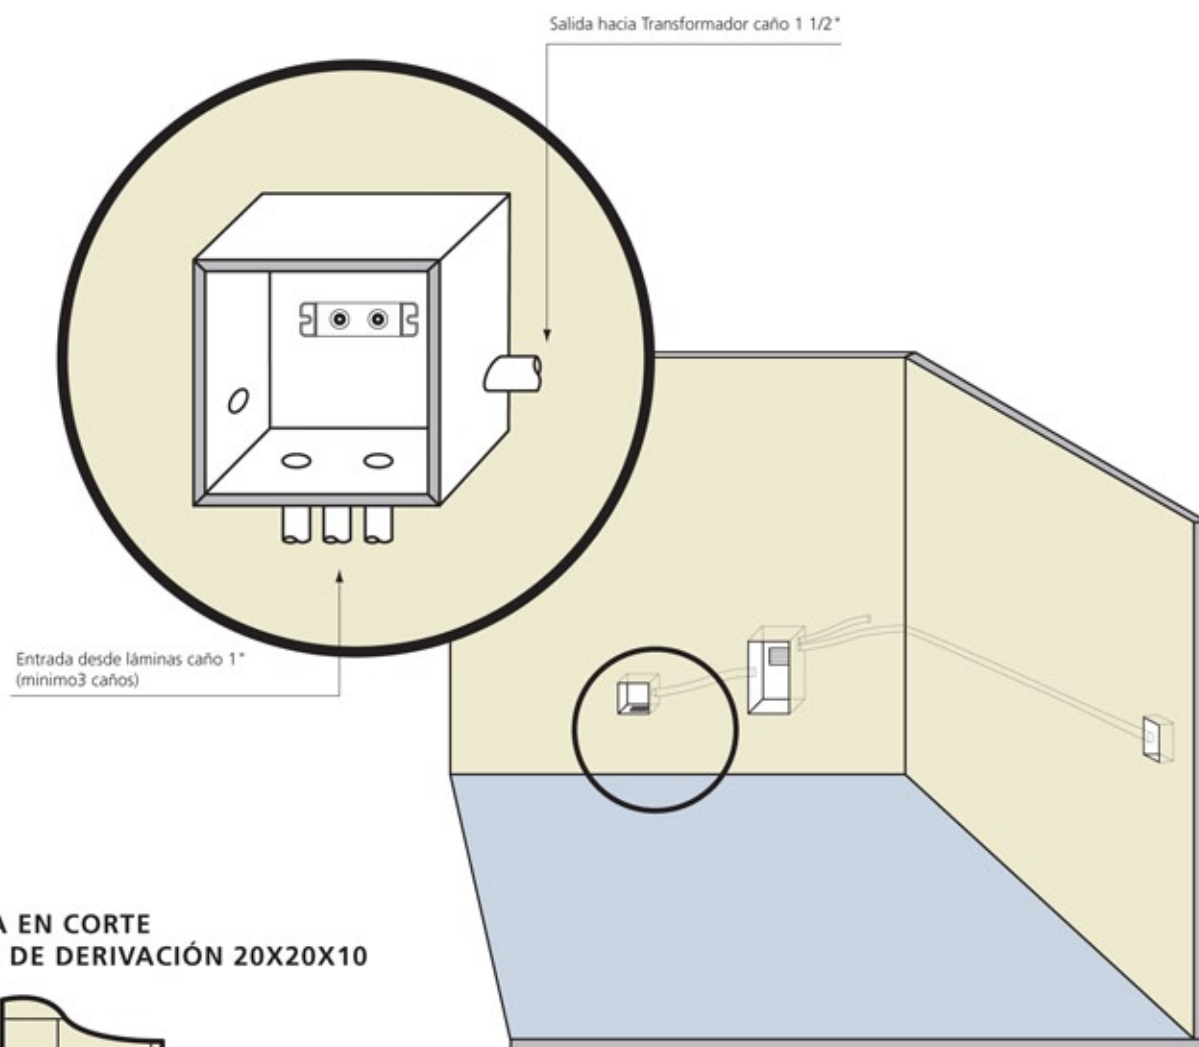 Salida hacia Transformador caño 1 1/2"
Entrada desde láminas caño 1"
(minimo3 caños)
A EN CORTE
DE DERIVACIÓN 20X20X10